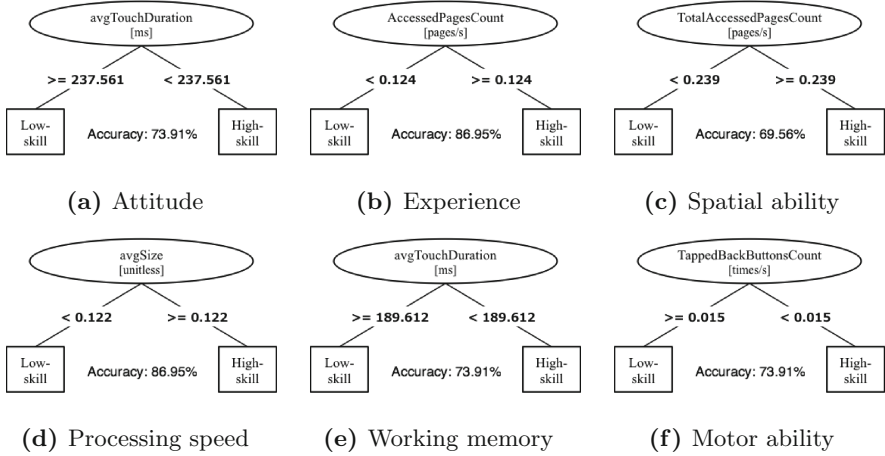 avgTouchDuration
[ms]
>= 237.561 < 237.561
Low-
skill
Accuracy: 73.91%
High-
skill
(a) Attitude
AccessedPagesCount
[pages/s]
< 0.124 >= 0.124
Low-
skill
Accuracy: 86.95%
High-
skill
(b) Experience
TotalAccessedPagesCount
[pages/s]
< 0.239 >= 0.239
Low-
skill
Accuracy: 69.56%
High-
skill
(c) Spatial ability
avgSize
[unitless]
< 0.122 >= 0.122
Low-
skill
Accuracy: 86.95%
High-
skill
(d) Processing speed
avgTouchDuration
[ms]
>= 189.612 < 189.612
Low-
skill
Accuracy: 73.91%
High-
skill
(e) Working memory
TappedBackButtonsCount
[times/s]
>= 0.015 < 0.015
Low-
skill
Accuracy: 73.91%
High-
skill
(f) Motor ability